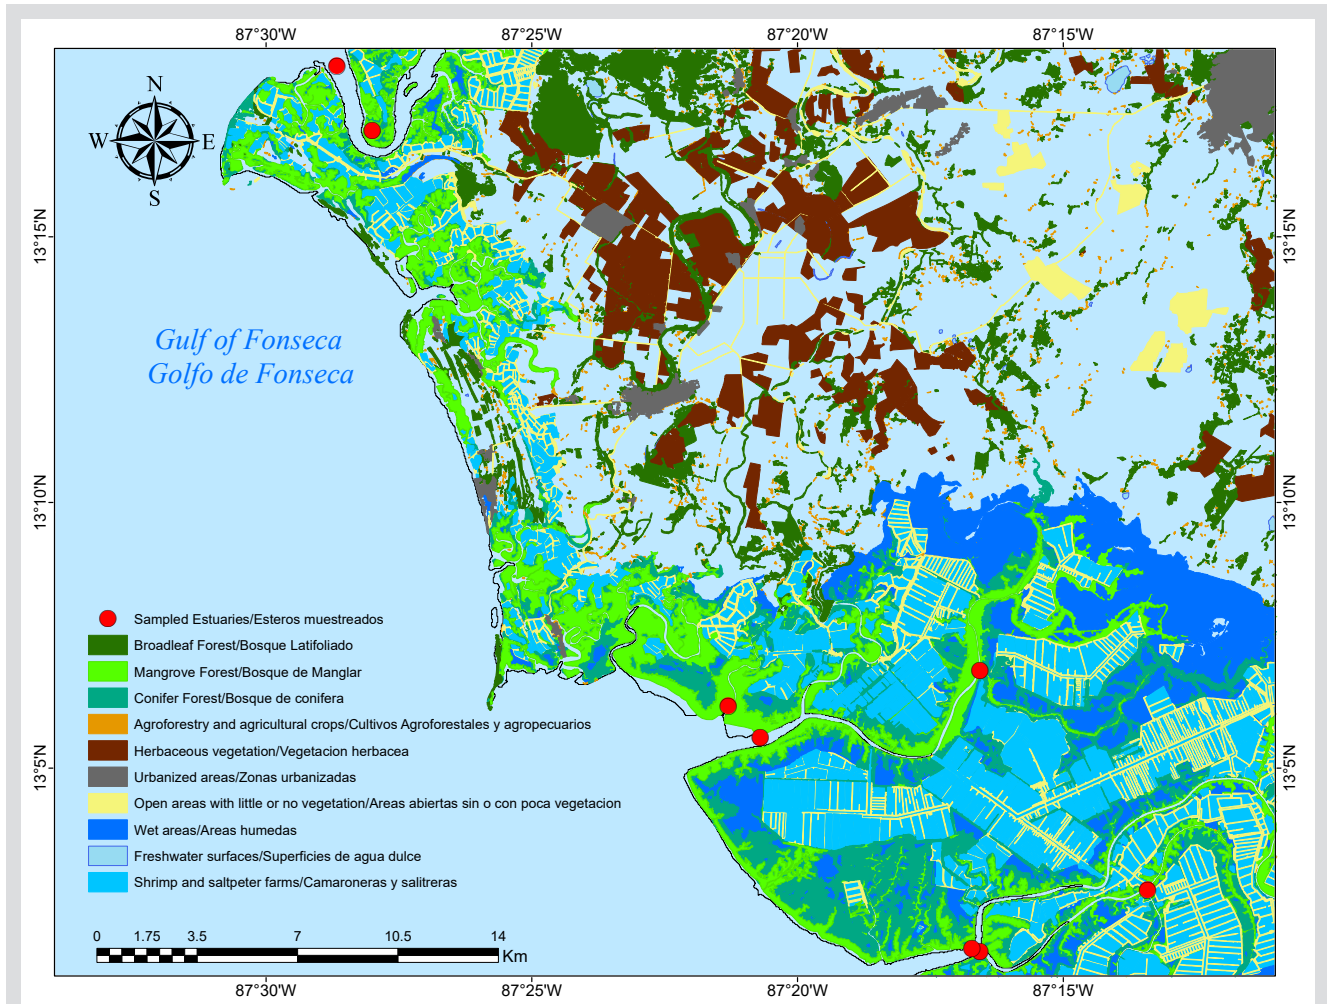 87°30'W 87°25'W 87°20'W 87°15'W
N
W E
S
13°15'N 13°15'N
Gulf of Fonseca
Golfo de Fonseca
13°10'N 13°10'N
Sampled Estuaries/Esteros muestreados
Broadleaf Forest/Bosque Latifoliado
Mangrove Forest/Bosque de Manglar
Conifer Forest/Bosque de conifera
Agroforestry and agricultural crops/Cultivos Agroforestales y agropecuarios
Herbaceous vegetation/Vegetacion herbacea
Urbanized areas/Zonas urbanizadas
Open areas with little or no vegetation/Areas abiertas sin o con poca vegetacion
Wet areas/Areas humedas
Freshwater surfaces/Superficies de agua dulce
Shrimp and saltpeter farms/Camaroneras y salitreras
13°5'N 13°5'N
0 1.75 3.5 7 10.5 14
Km
87°30'W 87°25'W 87°20'W 87°15'W